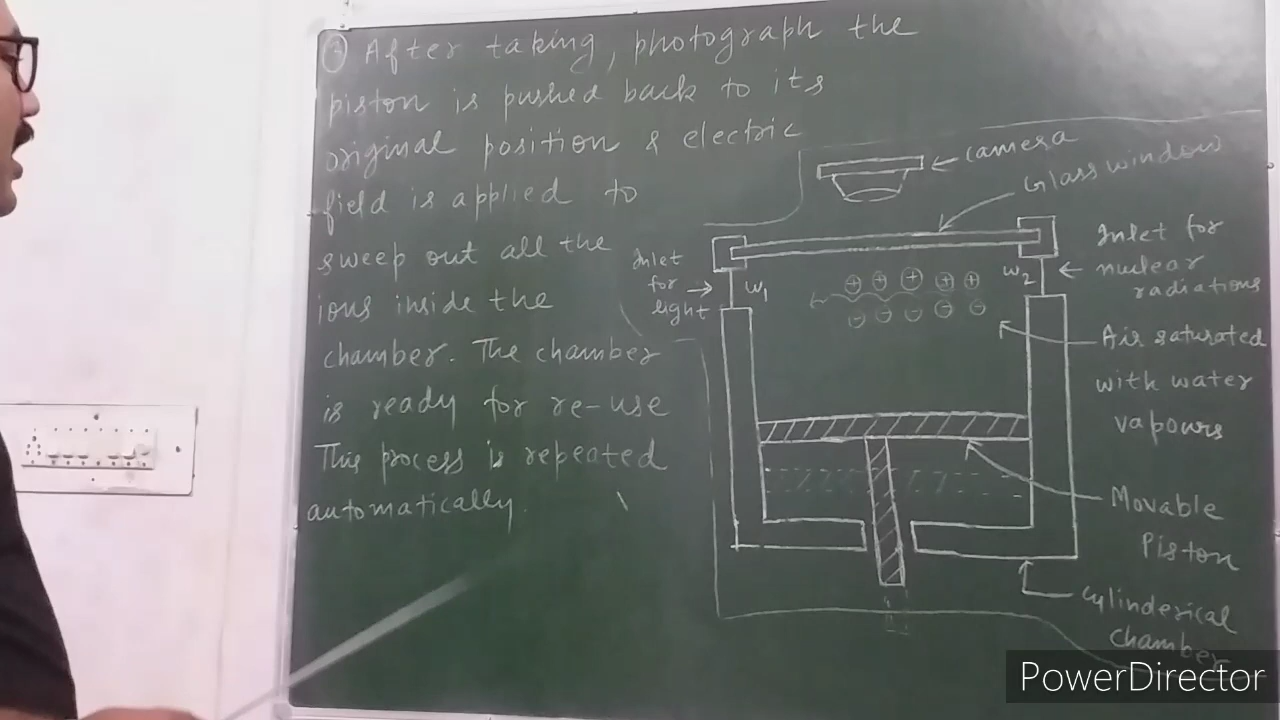 ③ After taking, photograph the
piston is pushed back to its
original position & electric
field is applied to
sweep out all the
ions inside the
chamber. The chamber
is ready for re-use
This process is repeated
automatically.
camera
Glass window
Inlet
for
light
W₁
W₂
Inlet for
nuclear
radiations
+ + + + +
- - - - -
Air saturated
with water
vapours
Movable
Piston
Cylinderical
chamber
PowerDirector